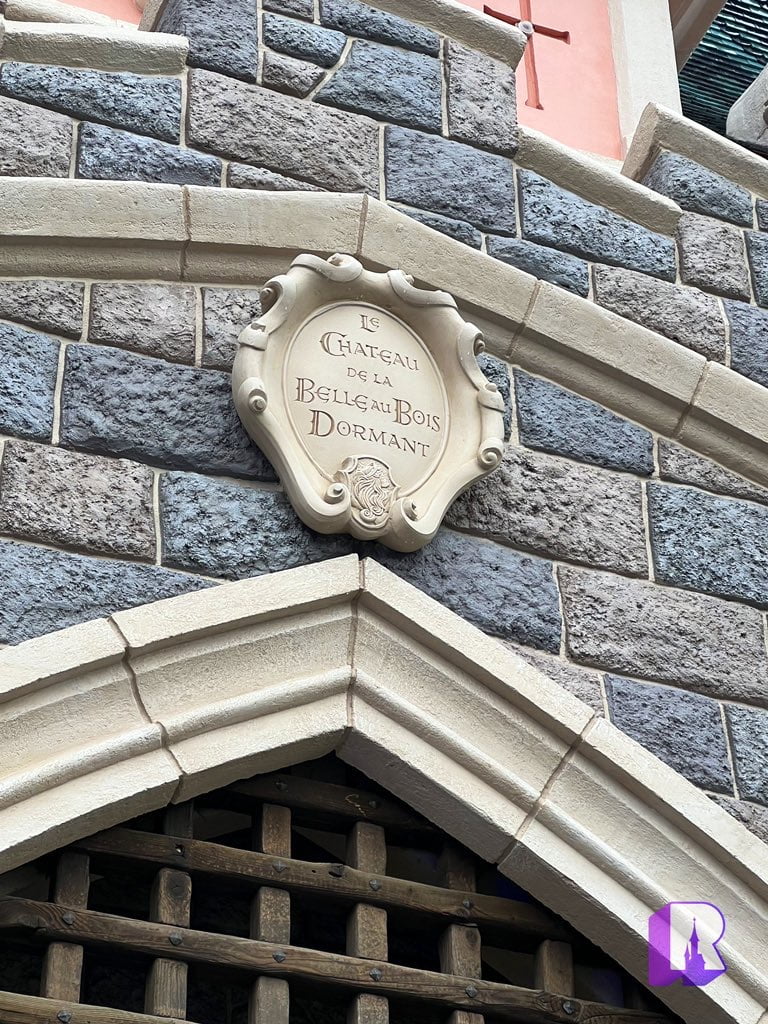 Le
Chateau
de la
Belle au Bois
Dormant
R